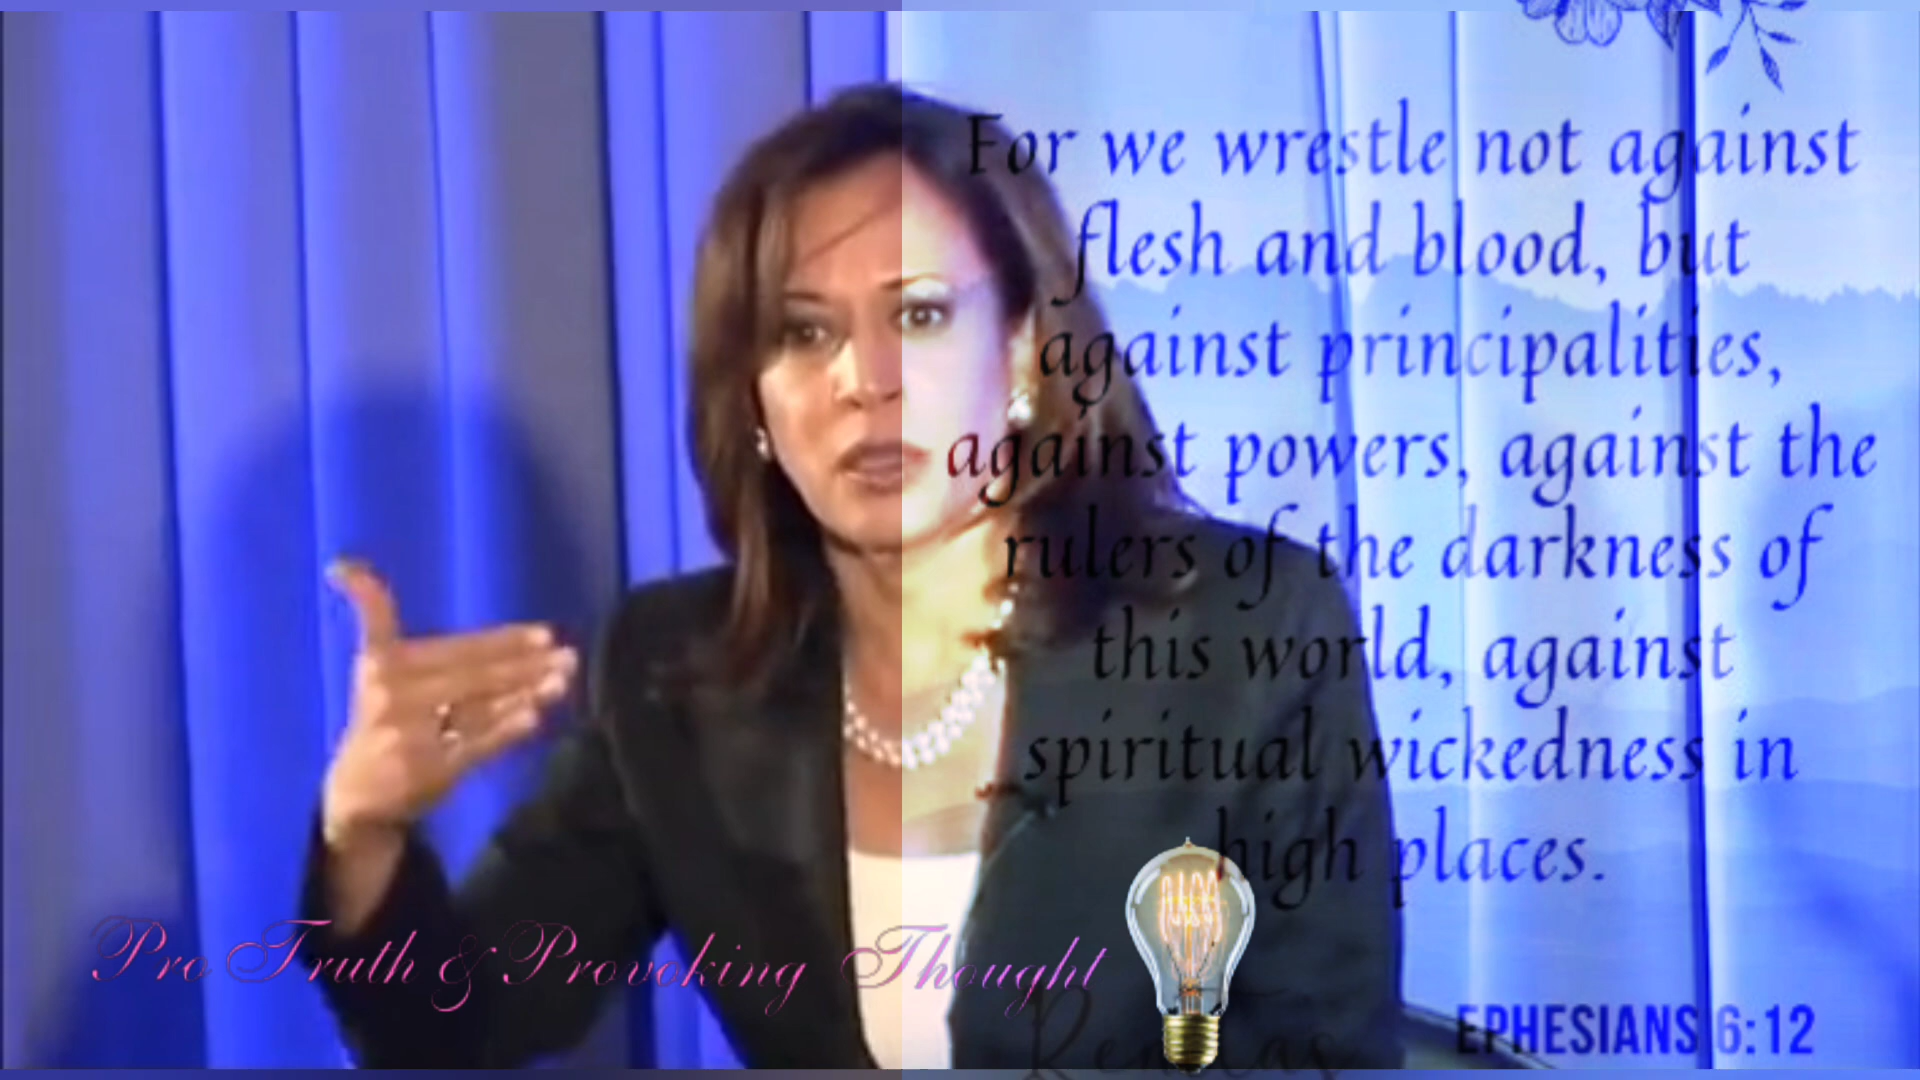 For we wrestle not against
flesh and blood, but
against principalities,
against powers, against the
rulers of the darkness of
this world, against
spiritual wickedness in
high places.
Pro Truth & Provoking Thought
EPHESIANS 6:12